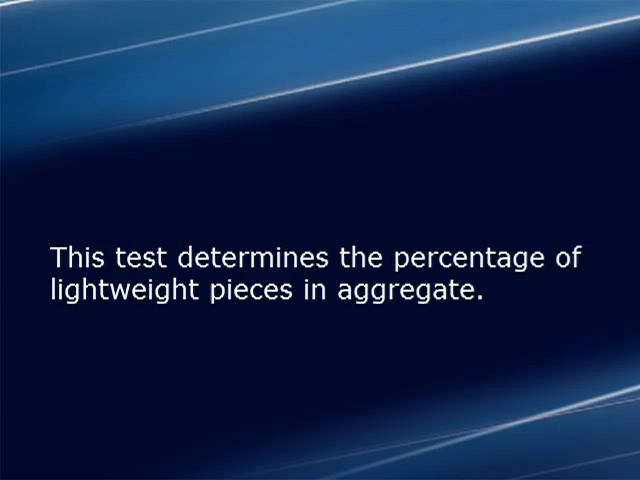 This test determines the percentage of
lightweight pieces in aggregate.